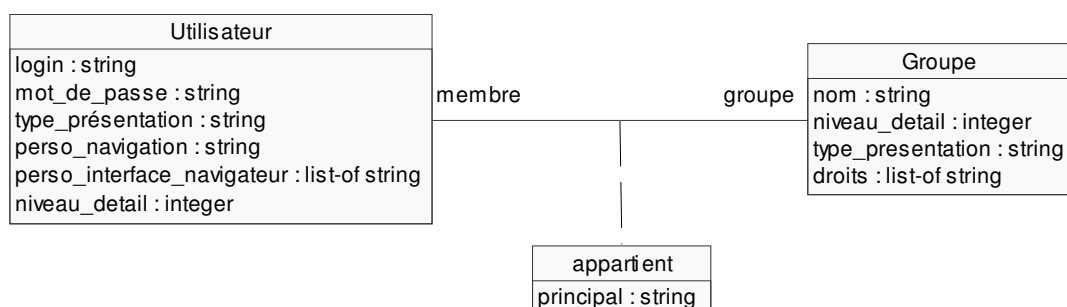 Utilisateur
login : string
mot_de_passe : string
type_présentation : string
perso_navigation : string
perso_interface_navigateur : list-of string
niveau_detail : integer
membre
groupe
Groupe
nom : string
niveau_detail : integer
type_presentation : string
droits : list-of string
appartient
principal : string